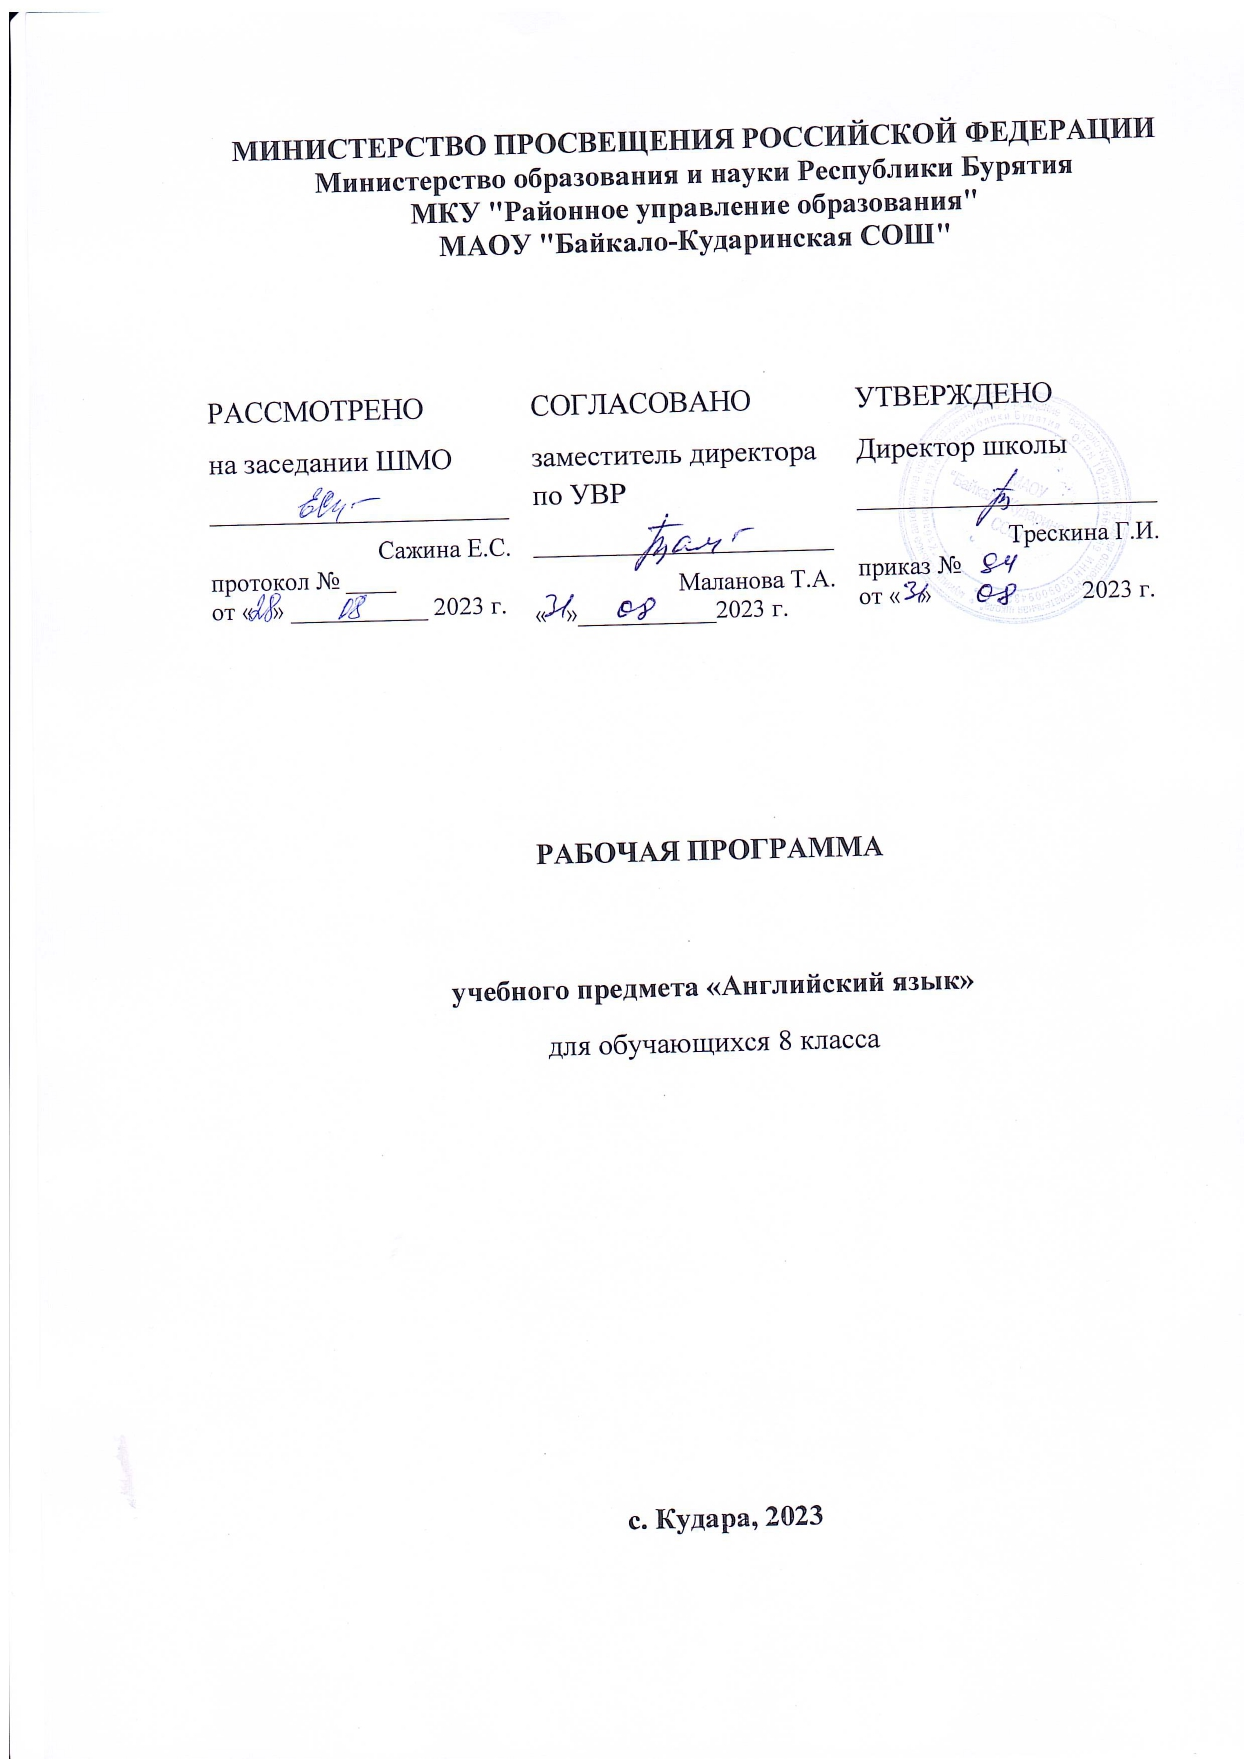 МИНИСТЕРСТВО ПРОСВЕЩЕНИЯ РОССИЙСКОЙ ФЕДЕРАЦИИ
Министерство образования и науки Республики Бурятия
МКУ "Районное управление образования"
МАОУ "Байкало-Кударинская СОШ"
РАССМОТРЕНО
на заседании ШМО
Сажина Е.С.
протокол № ____
от «28» 08 2023 г.
СОГЛАСОВАНО
заместитель директора
по УВР
Маланова Т.А.
«31» 08 2023 г.
УТВЕРЖДЕНО
Директор школы
Трескина Г.И.
приказ № 84
от «31» 08 2023 г.
РАБОЧАЯ ПРОГРАММА
учебного предмета «Английский язык»
для обучающихся 8 класса
с. Кудара, 2023